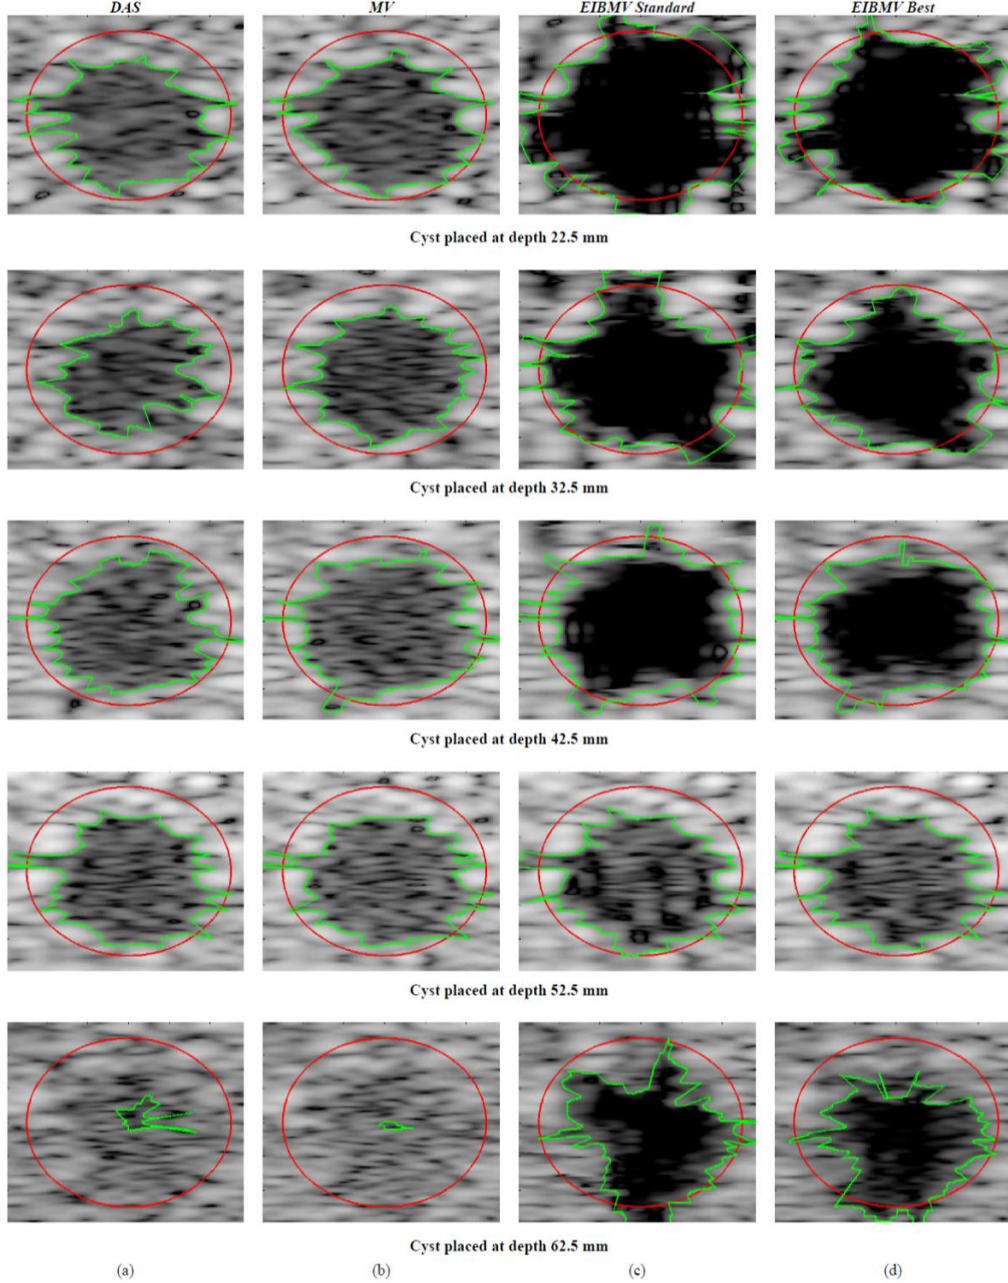 DAS MV EIBMV Standard EIBMV Best
Cyst placed at depth 22.5 mm
Cyst placed at depth 32.5 mm
Cyst placed at depth 42.5 mm
Cyst placed at depth 52.5 mm
Cyst placed at depth 62.5 mm
(a) (b) (c) (d)